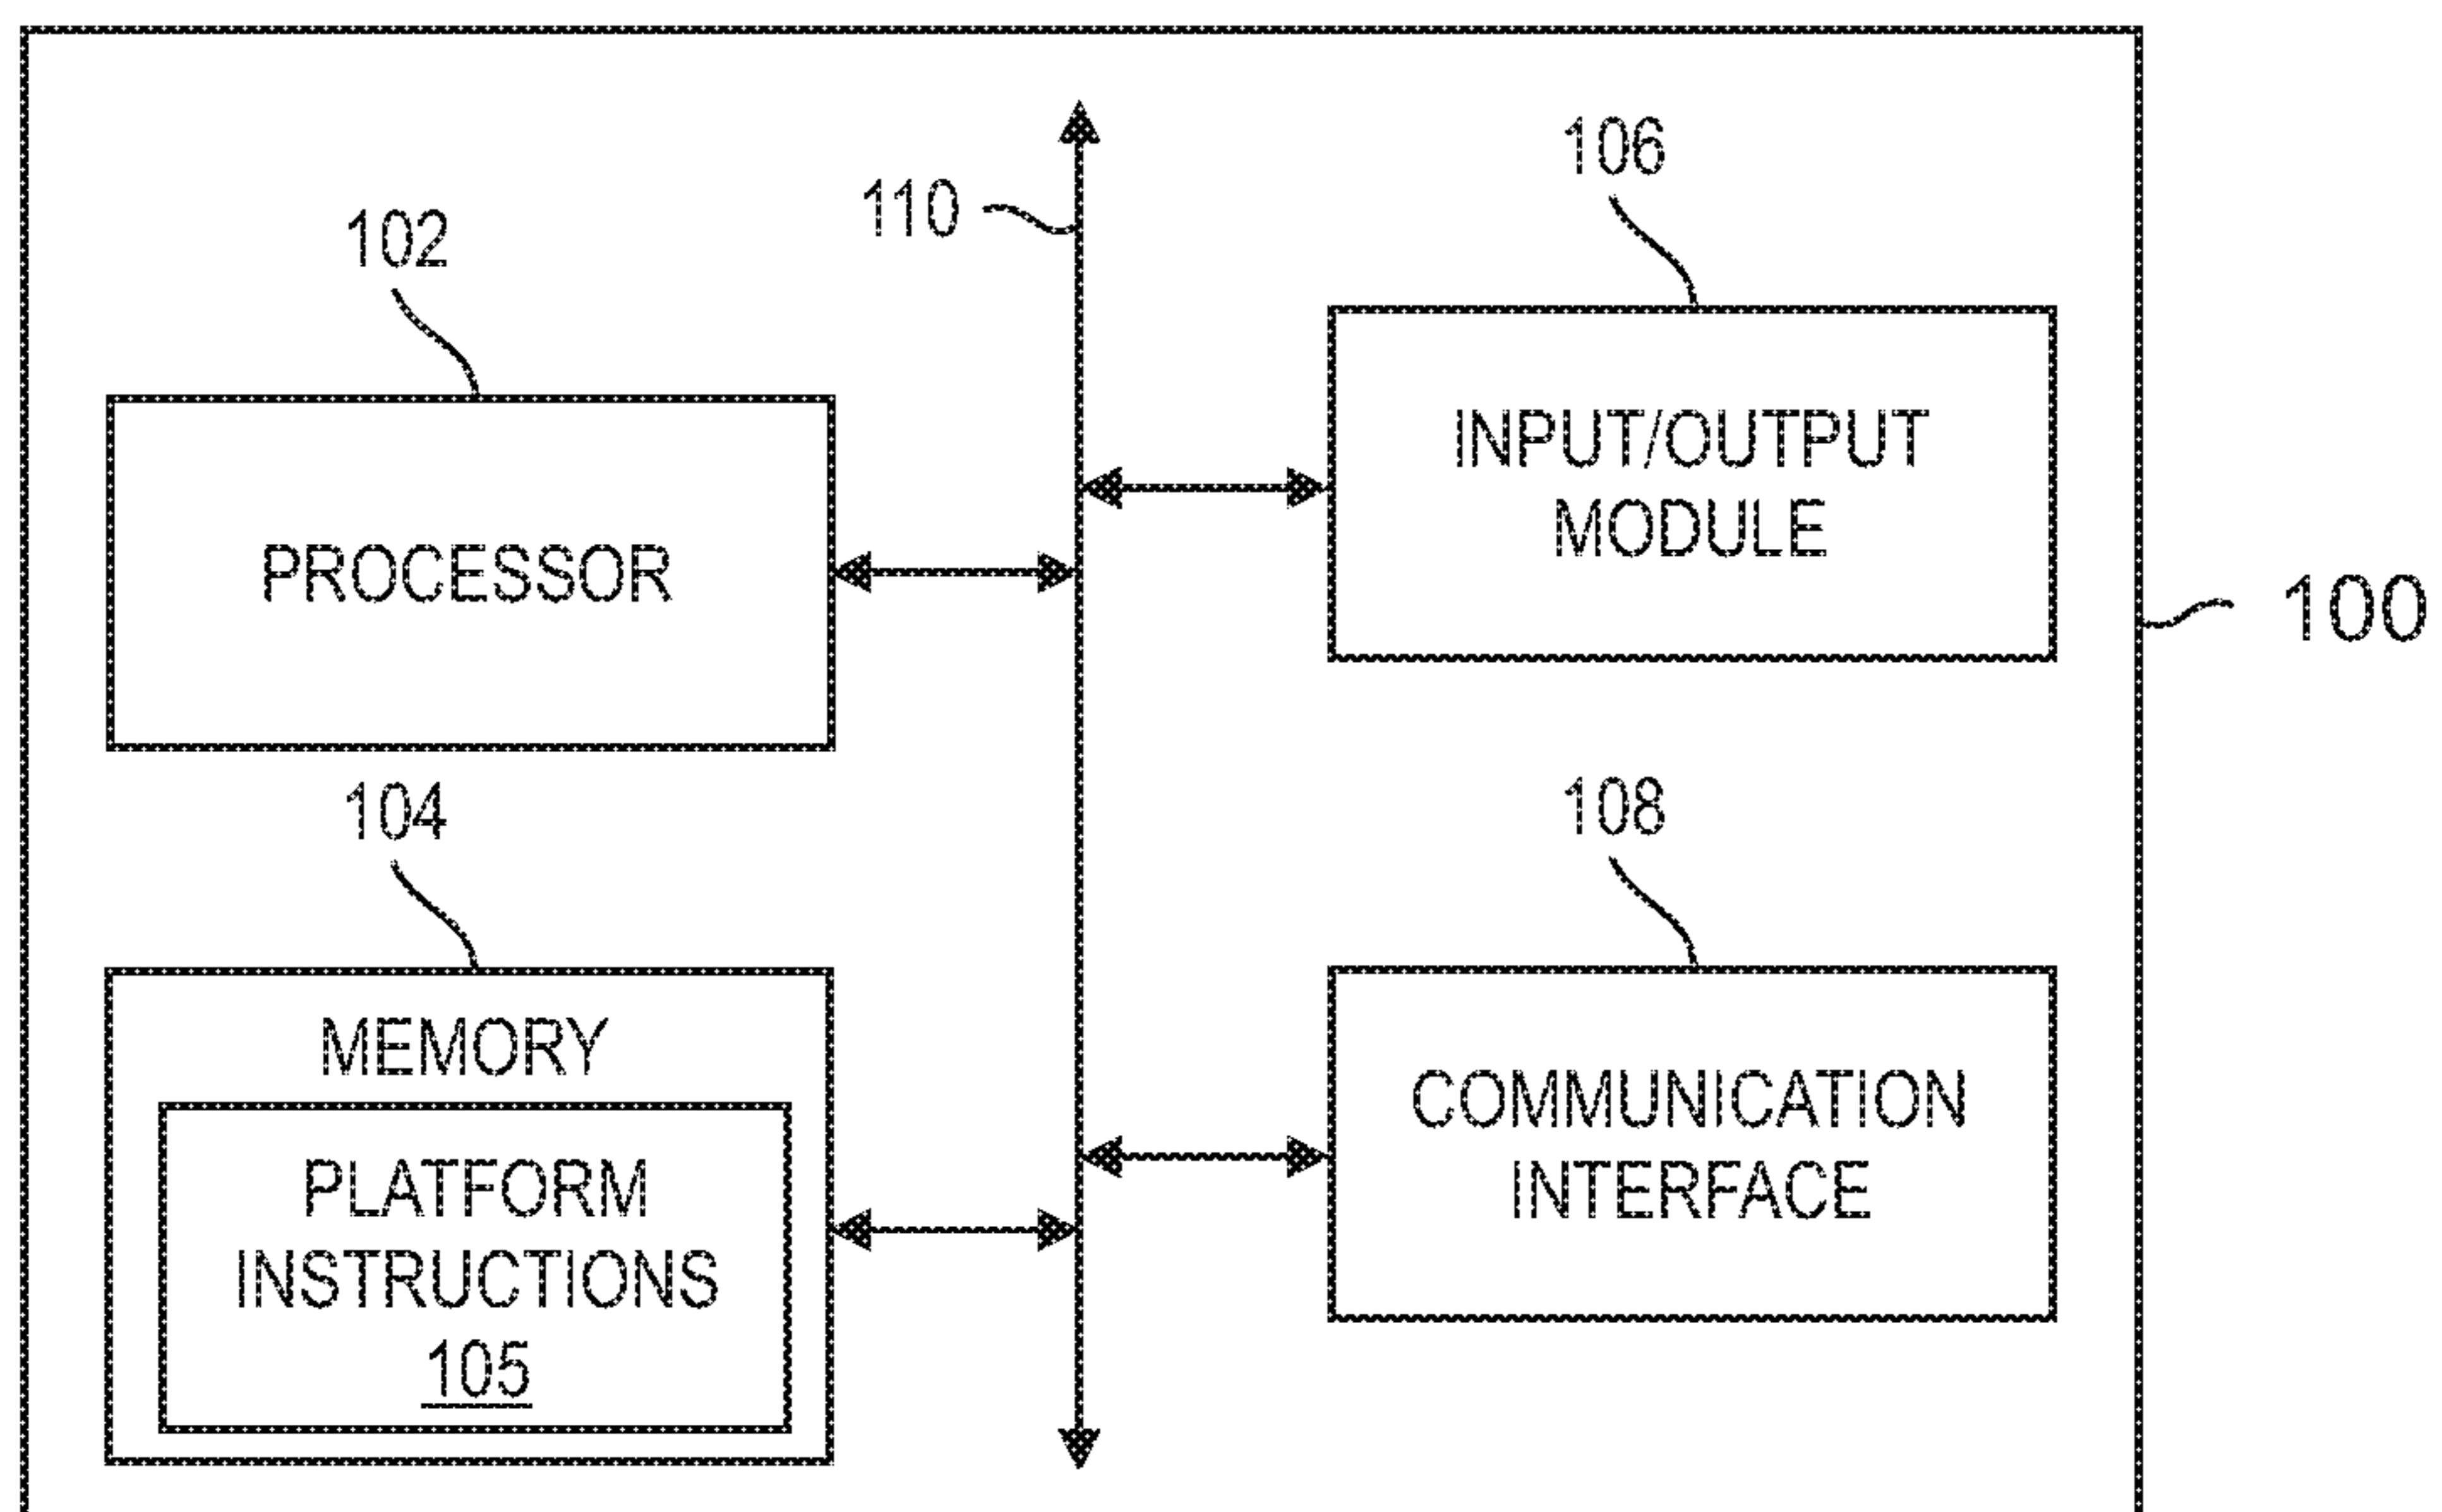 106
110
102
INPUT/OUTPUT
MODULE
PROCESSOR
100
104
108
MEMORY
COMMUNICATION
INTERFACE
PLATFORM
INSTRUCTIONS
105